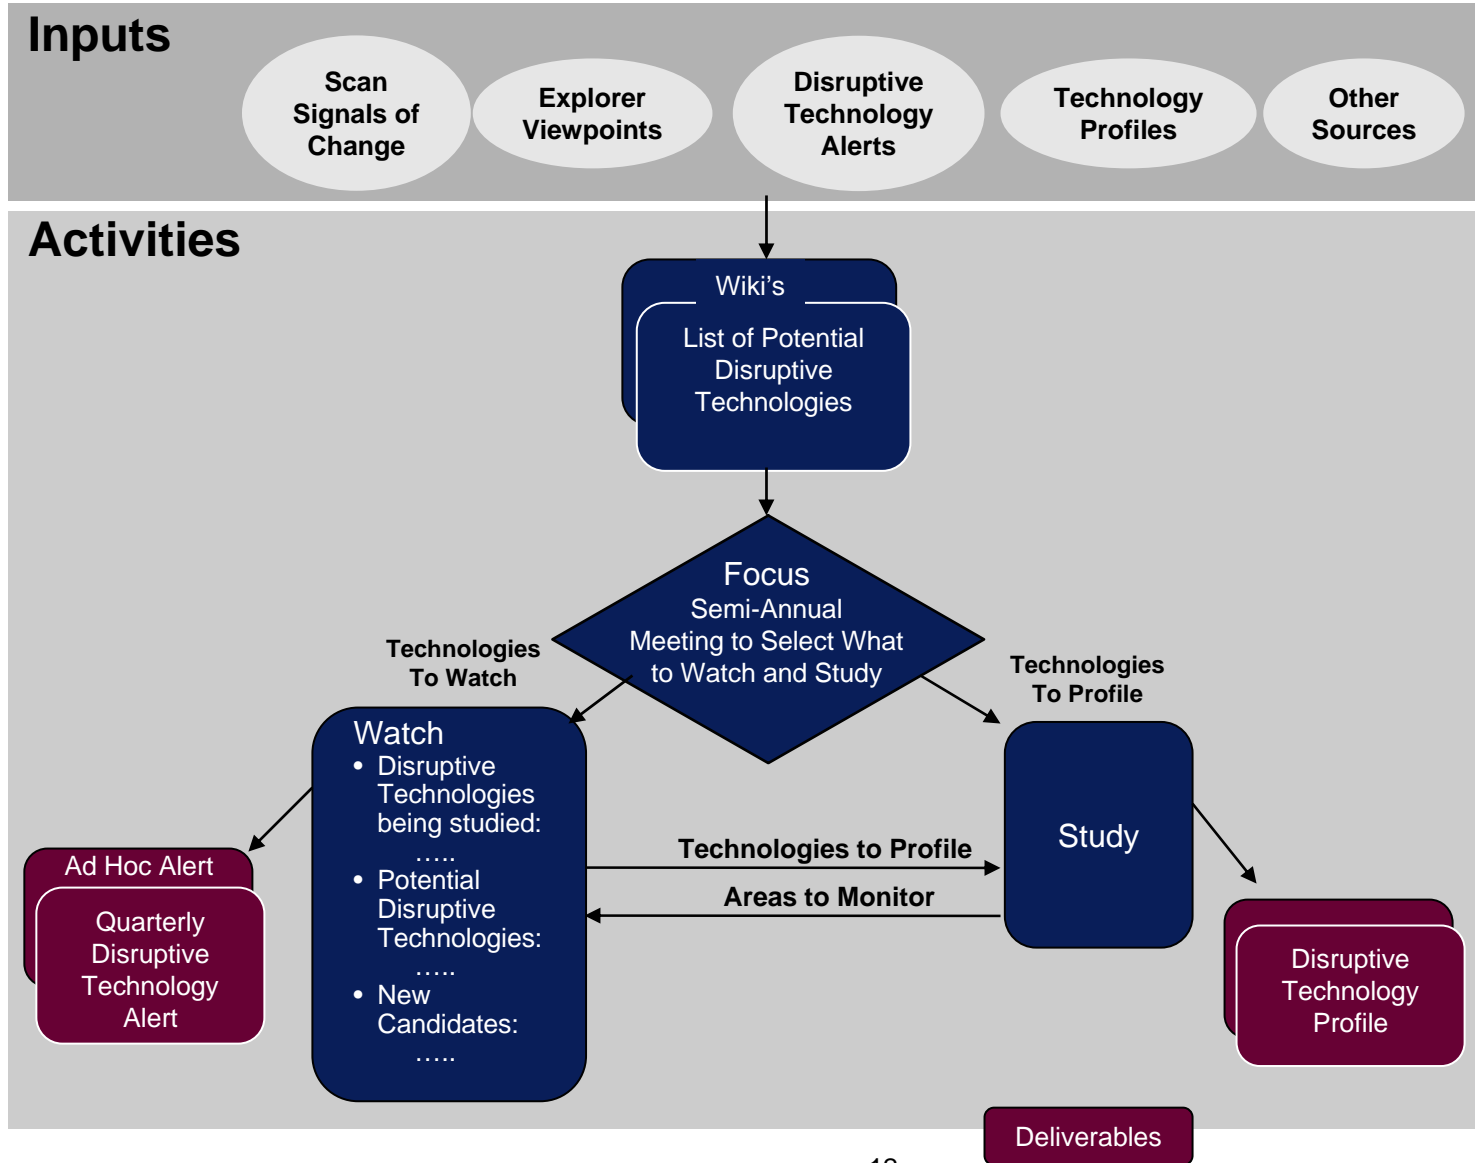 Inputs
Scan
Signals of
Change
Explorer
Viewpoints
Disruptive
Technology
Alerts
Technology
Profiles
Other
Sources
Activities
Wiki's
List of Potential
Disruptive
Technologies
Focus
Semi-Annual
Meeting to Select What
to Watch and Study
Technologies
To Watch
Technologies
To Profile
Watch
• Disruptive
Technologies
being studied:
.....
• Potential
Disruptive
Technologies:
.....
• New
Candidates:
.....
Technologies to Profile
Areas to Monitor
Study
Ad Hoc Alert
Quarterly
Disruptive
Technology
Alert
Disruptive
Technology
Profile
Deliverables